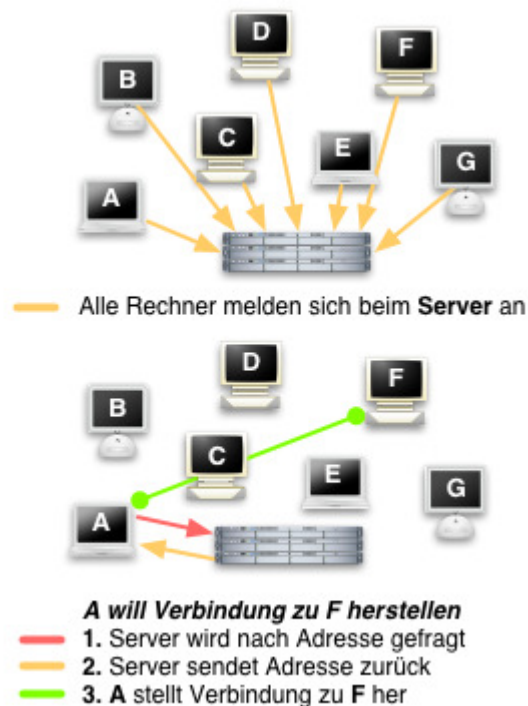 D
F
B
C
E
G
A
Alle Rechner melden sich beim Server an
D
F
B
C
E
G
A
A will Verbindung zu F herstellen
1. Server wird nach Adresse gefragt
2. Server sendet Adresse zurück
3. A stellt Verbindung zu F her